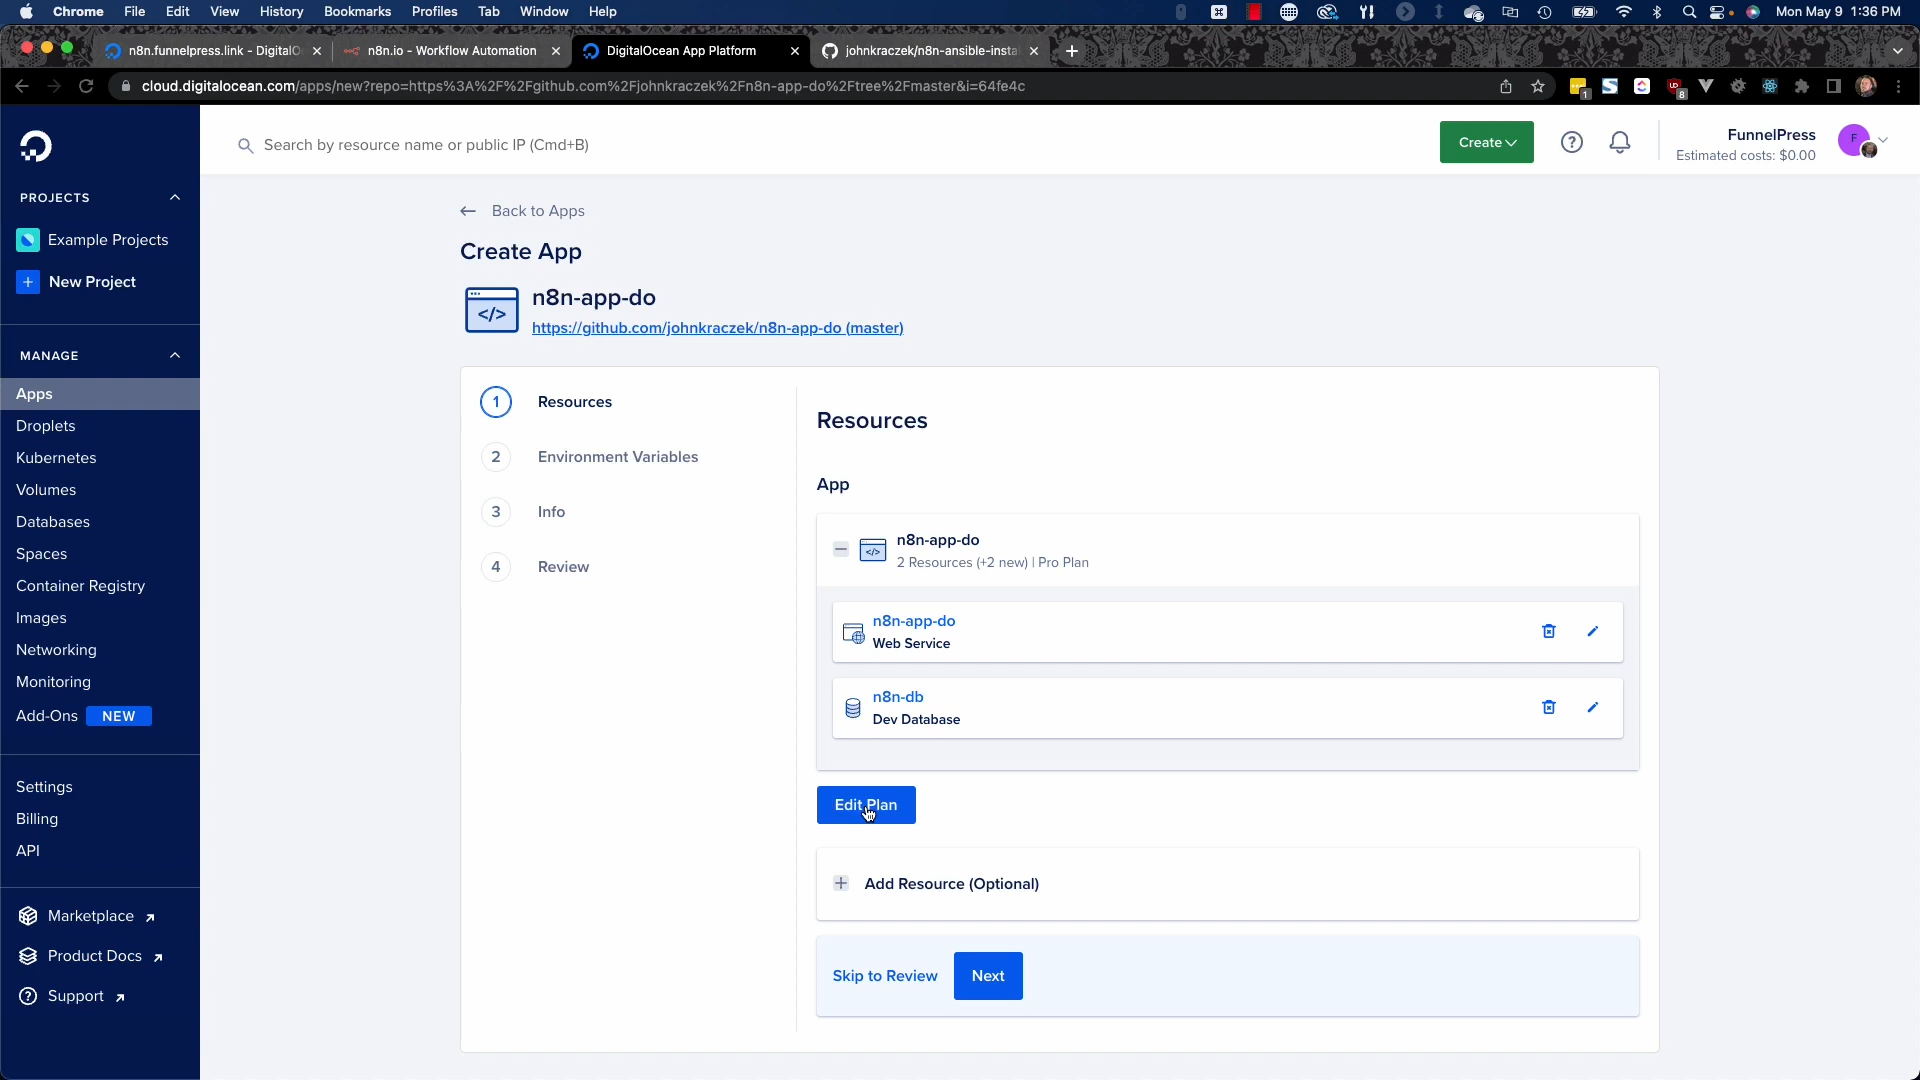 Chrome File Edit View History Bookmarks Profiles Tab Window Help
Mon May 9 1:36 PM
n8n.funnelpress.link - DigitalO
n8n.io - Workflow Automation
DigitalOcean App Platform
johnkraczek/n8n-ansible-instal
cloud.digitalocean.com/apps/new?repo=https%3A%2F%2Fgithub.com%2Fjohnkraczek%2Fn8n-app-do%2Ftree%2Fmaster&i=64fe4c
1
UD
8
Search by resource name or public IP (Cmd+B)
Create
?
FunnelPress
Estimated costs: $0.00
F
PROJECTS
Example Projects
New Project
MANAGE
Apps
Droplets
Kubernetes
Volumes
Databases
Spaces
Container Registry
Images
Networking
Monitoring
Add-Ons NEW
Settings
Billing
API
Marketplace
Product Docs
Support
Back to Apps
Create App
n8n-app-do
https://github.com/johnkraczek/n8n-app-do (master)
1 Resources
2 Environment Variables
3 Info
4 Review
Resources
App
n8n-app-do
2 Resources (+2 new) | Pro Plan
n8n-app-do
Web Service
n8n-db
Dev Database
Edit Plan
Add Resource (Optional)
Skip to Review
Next